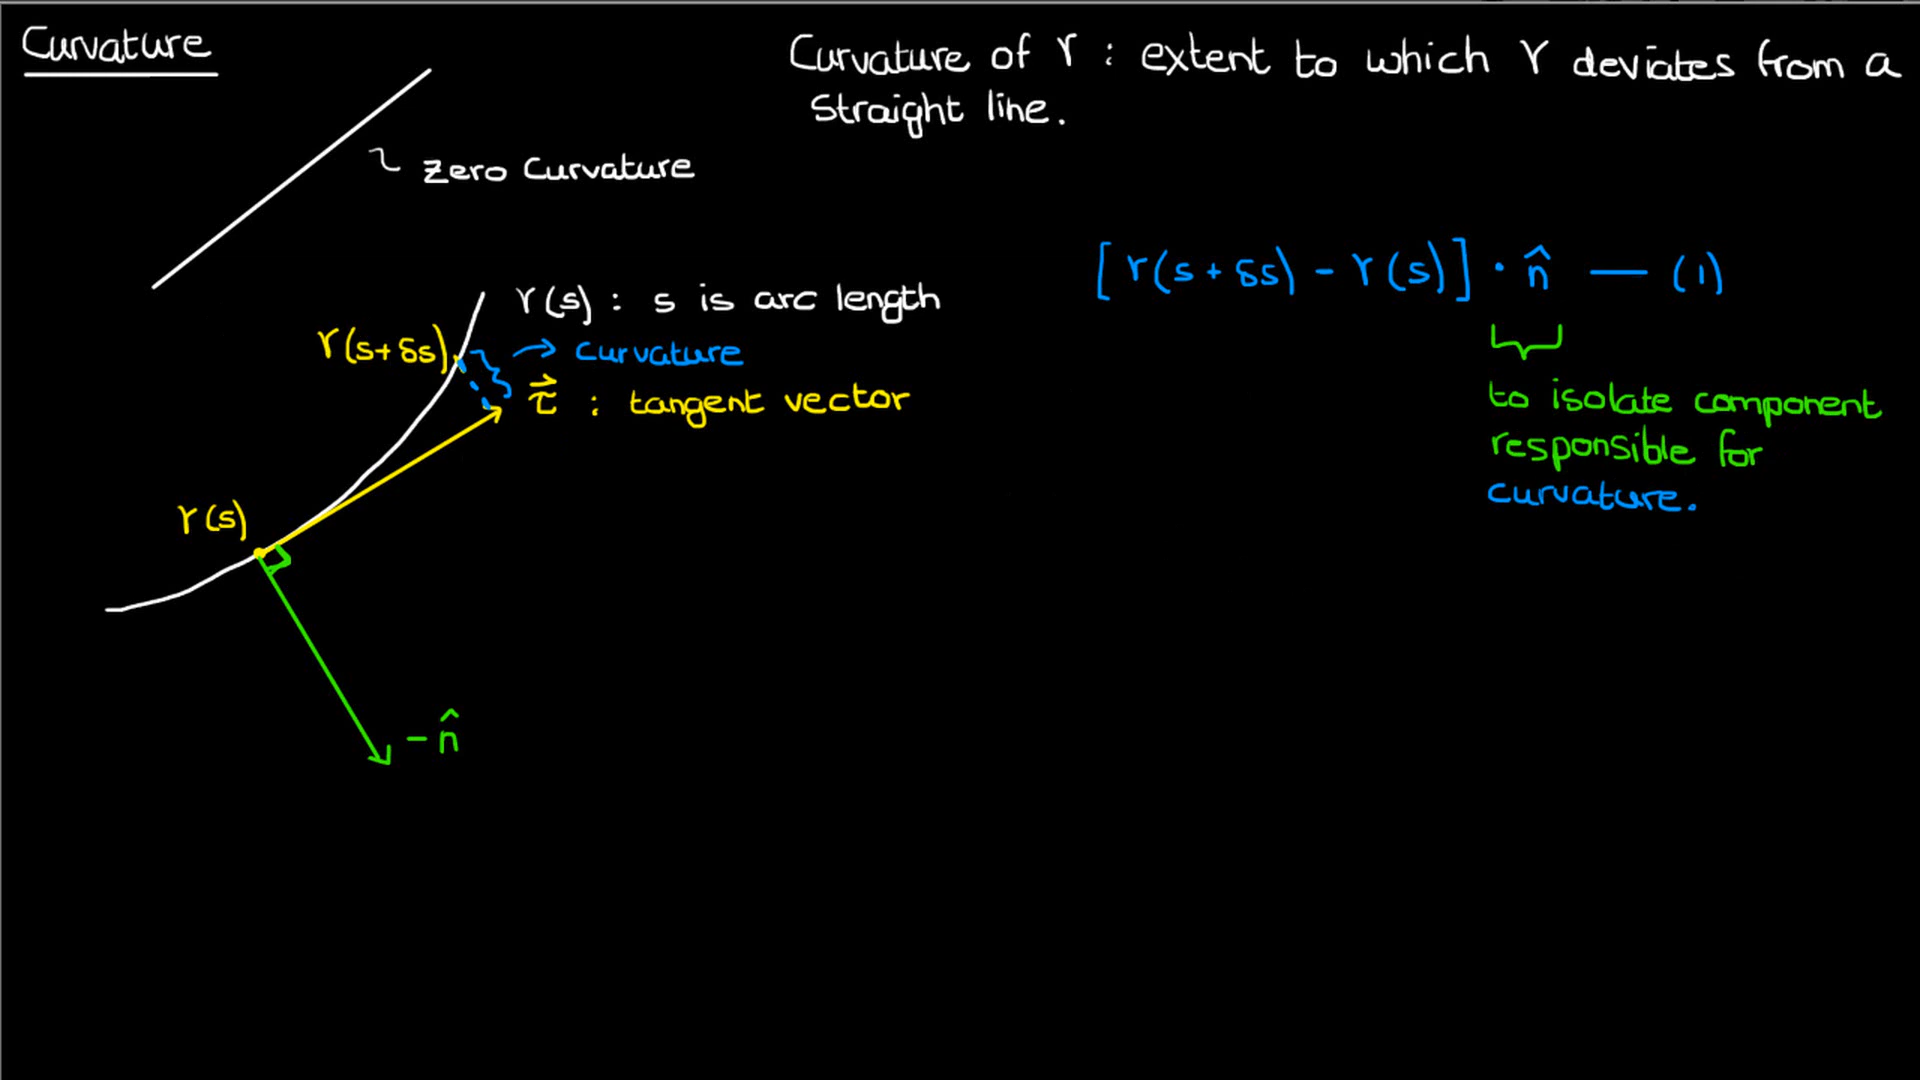 Curvature
Curvature of r : extent to which r deviates from a
straight line.
zero curvature
[r(s + δs) - r(s)] · n̂ — (1)
r(s) : s is arc length
r(s+δs)
→ curvature
τ⃗ : tangent vector
to isolate component
responsible for
curvature.
r(s)
- n̂